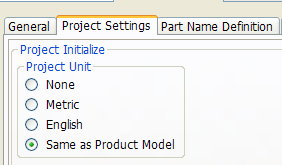 General Project Settings Part Name Definition
Project Initialize
Project Unit
None
Metric
English
Same as Product Model